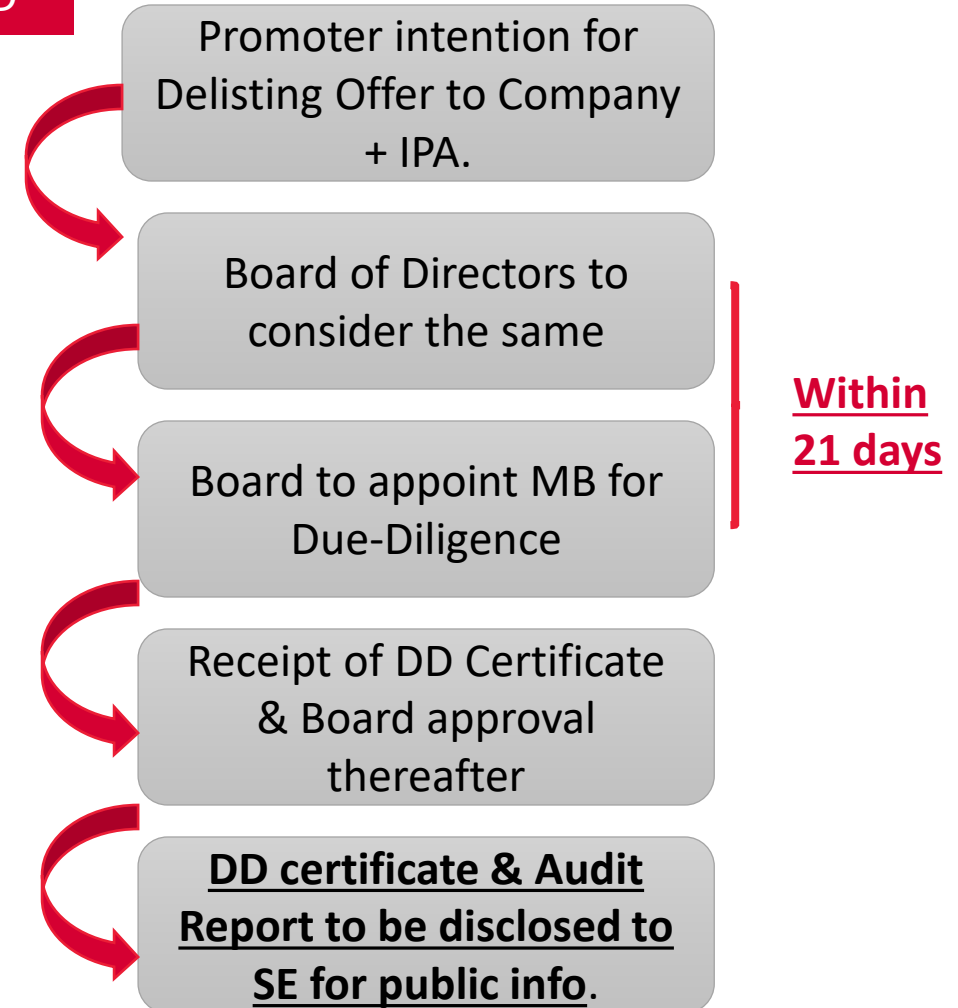 Promoter intention for
Delisting Offer to Company
+ IPA.
Board of Directors to
consider the same
Within
21 days
Board to appoint MB for
Due-Diligence
Receipt of DD Certificate
& Board approval
thereafter
DD certificate & Audit
Report to be disclosed to
SE for public info.